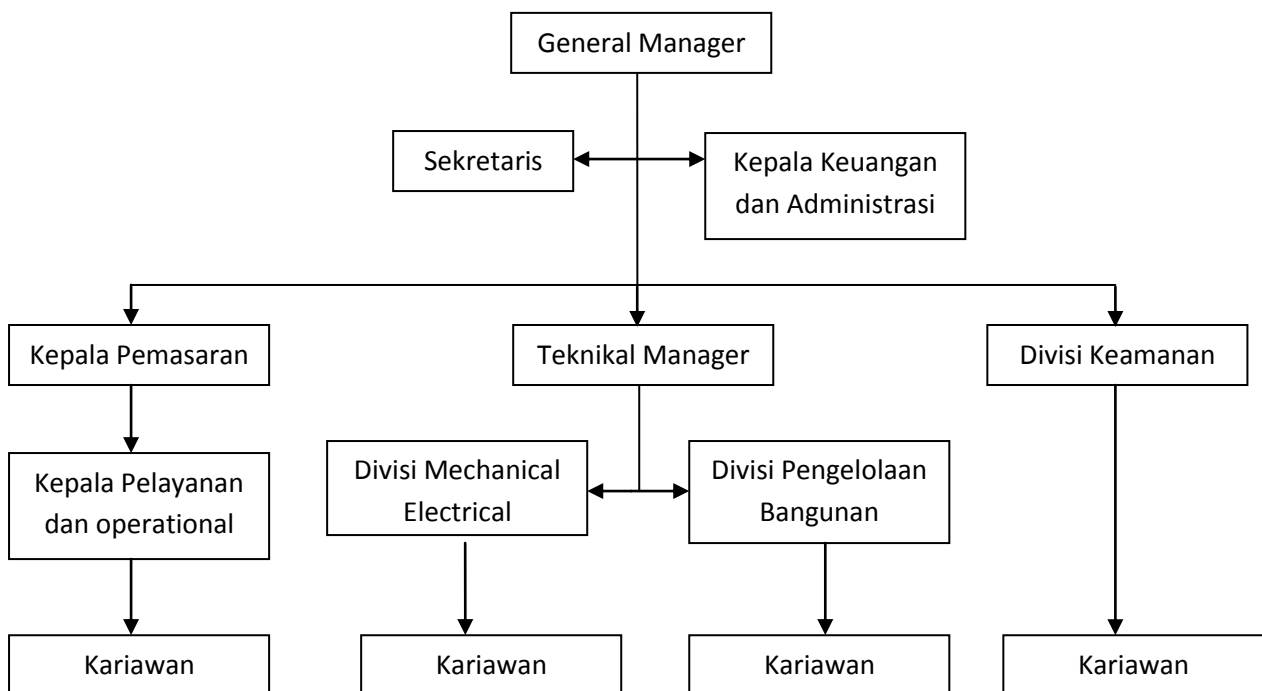 General Manager
Sekretaris
Kepala Keuangan
dan Administrasi
Kepala Pemasaran
Teknikal Manager
Divisi Keamanan
Kepala Pelayanan
dan operational
Divisi Mechanical
Electrical
Divisi Pengelolaan
Bangunan
Kariawan
Kariawan
Kariawan
Kariawan